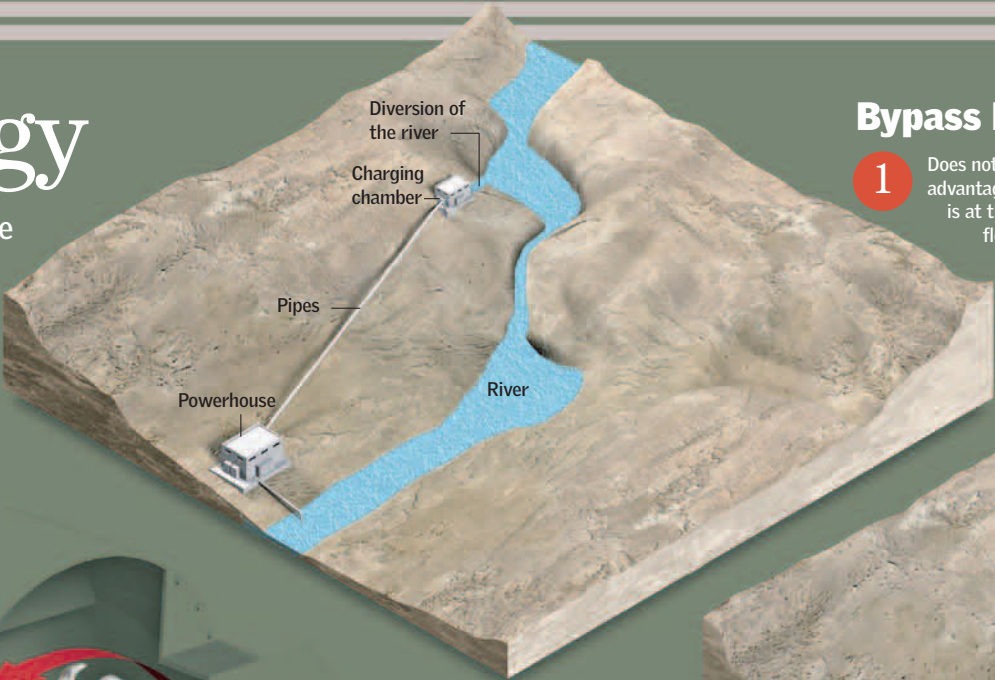 gy
e
Diversion of
the river
Charging
chamber
Pipes
Powerhouse
River
Bypass
1
Does not
advantag
is at t
fl